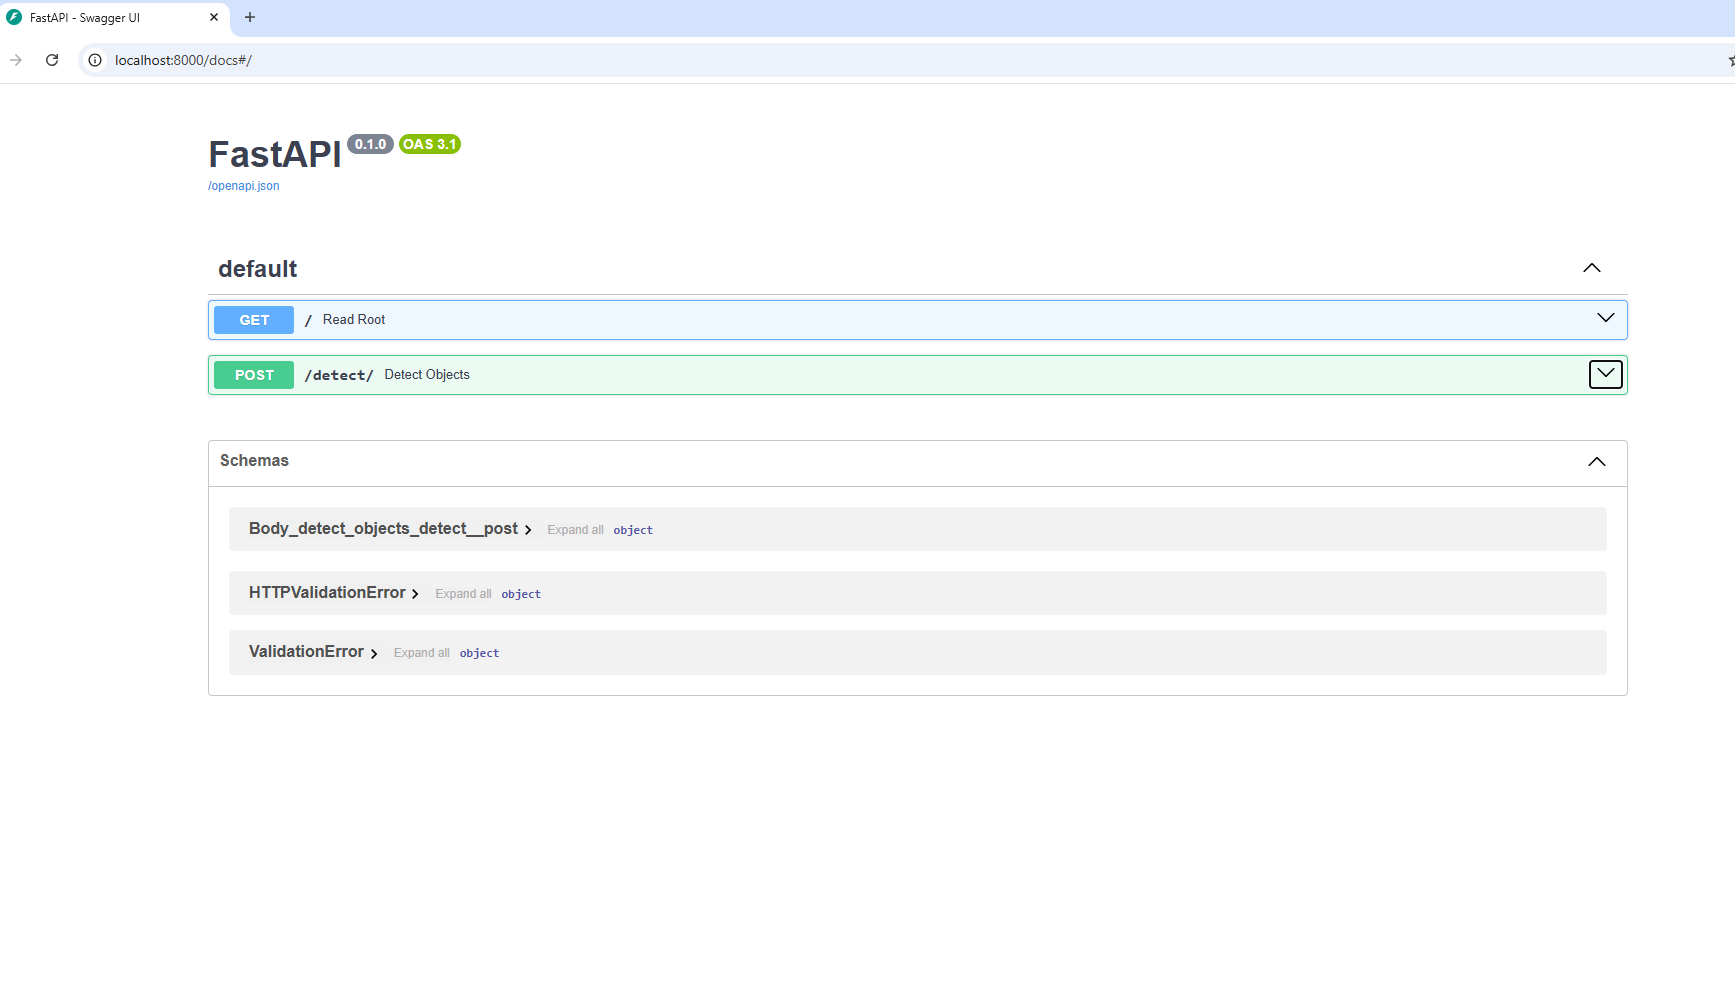 FastAPI - Swagger UI
localhost:8000/docs#/
FastAPI 0.1.0 OAS 3.1
/openapi.json
default
GET / Read Root
POST /detect/ Detect Objects
Schemas
Body_detect_objects_detect__post Expand all object
HTTPValidationError Expand all object
ValidationError Expand all object